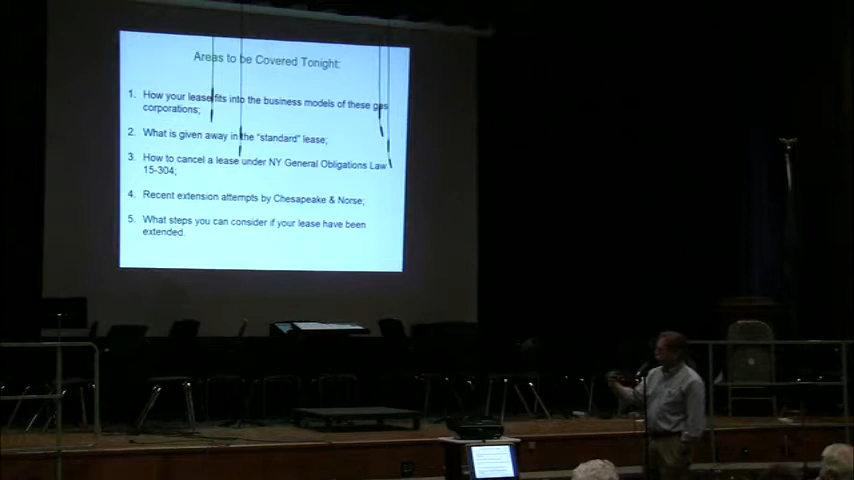 Areas to be Covered Tonight:
1. How your lease fits into the business models of these gas
corporations;
2. What is given away in the "standard" lease;
3. How to cancel a lease under NY General Obligations Law
15-304;
4. Recent extension attempts by Chesapeake & Norse;
5. What steps you can consider if your lease have been
extended.